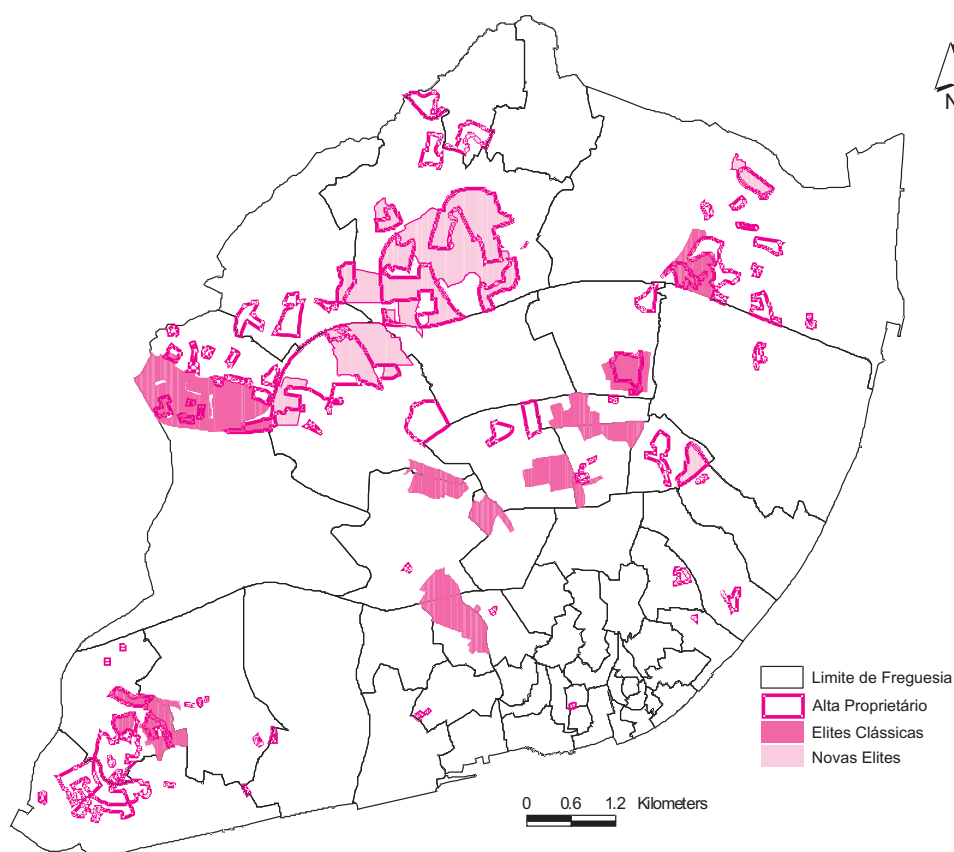 N
Limite de Freguesia
Alta Proprietário
Elites Clássicas
Novas Elites
0 0.6 1.2 Kilometers